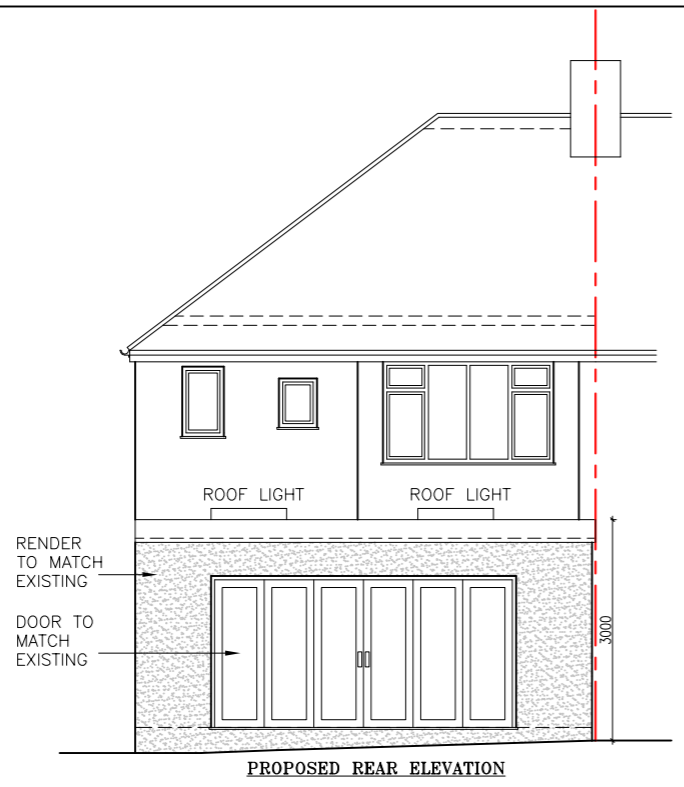 ROOF LIGHT
ROOF LIGHT
RENDER
TO MATCH
EXISTING
DOOR TO
MATCH
EXISTING
3000
PROPOSED REAR ELEVATION